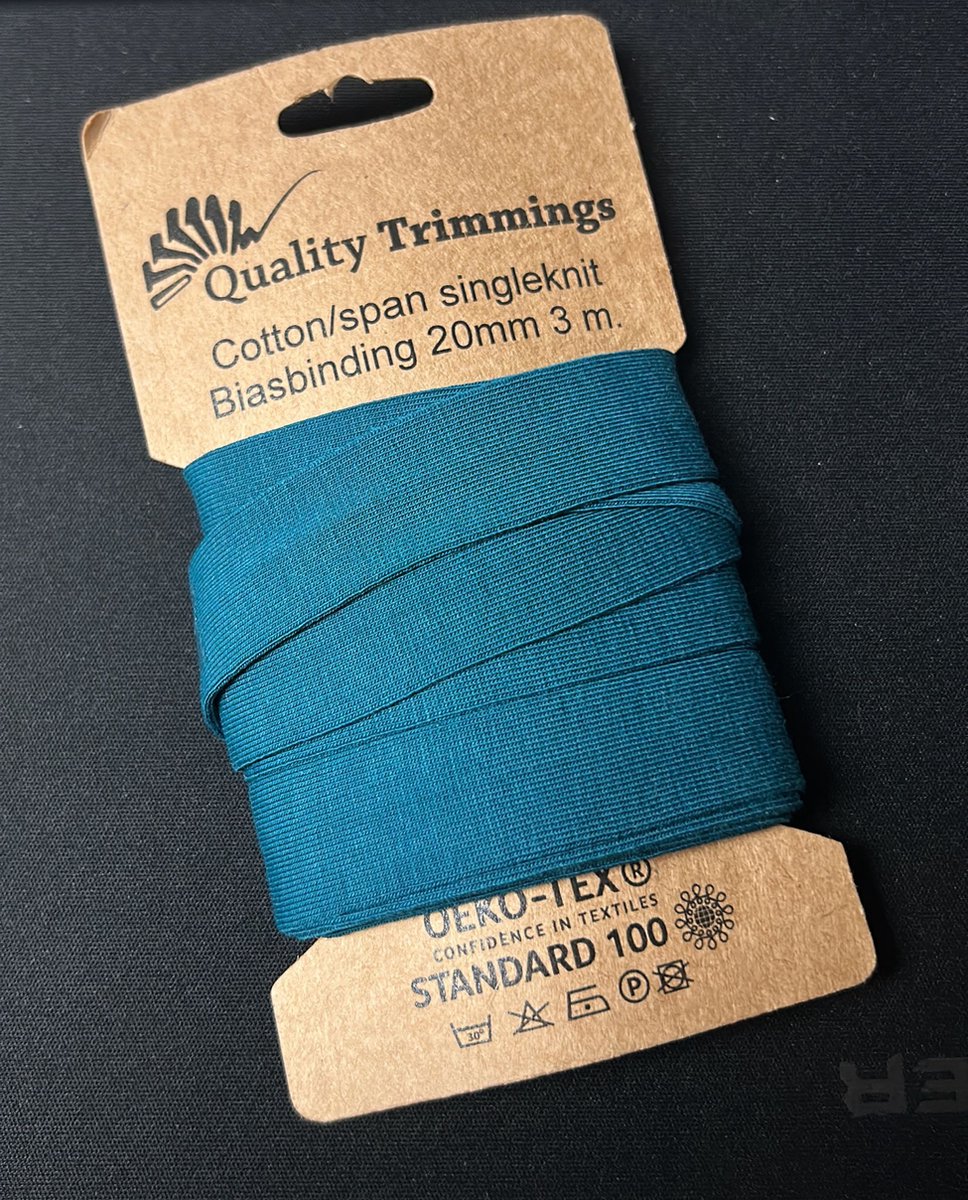 Quality Trimmings
Cotton/span singleknit
Biasbinding 20mm 3 m.
OEKO-TEX®
CONFIDENCE IN TEXTILES
STANDARD 100
30°
P